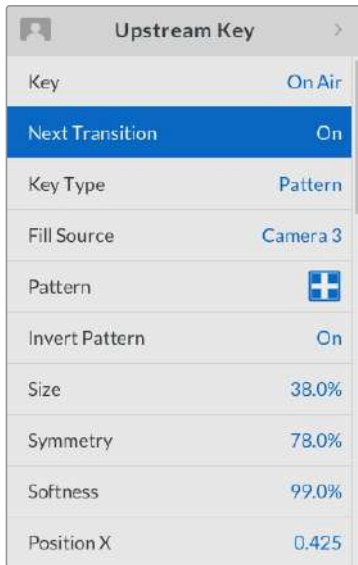 Upstream Key
Key On Air
Next Transition On
Key Type Pattern
Fill Source Camera 3
Pattern
Invert Pattern On
Size 38.0%
Symmetry 78.0%
Softness 99.0%
Position X 0.425